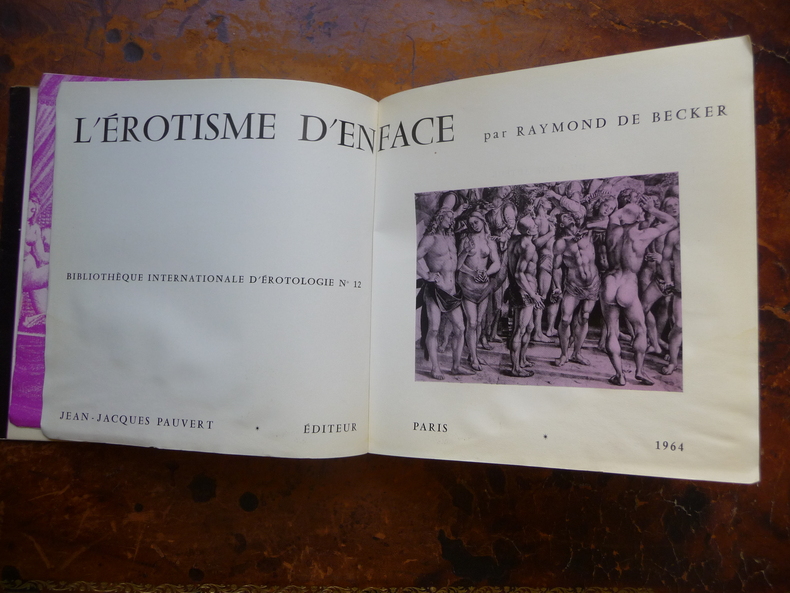 L'ÉROTISME D'ENFACE par RAYMOND DE BECKER
BIBLIOTHÈQUE INTERNATIONALE D'ÉROTOLOGIE N° 12
JEAN-JACQUES PAUVERT * ÉDITEUR PARIS * 1964